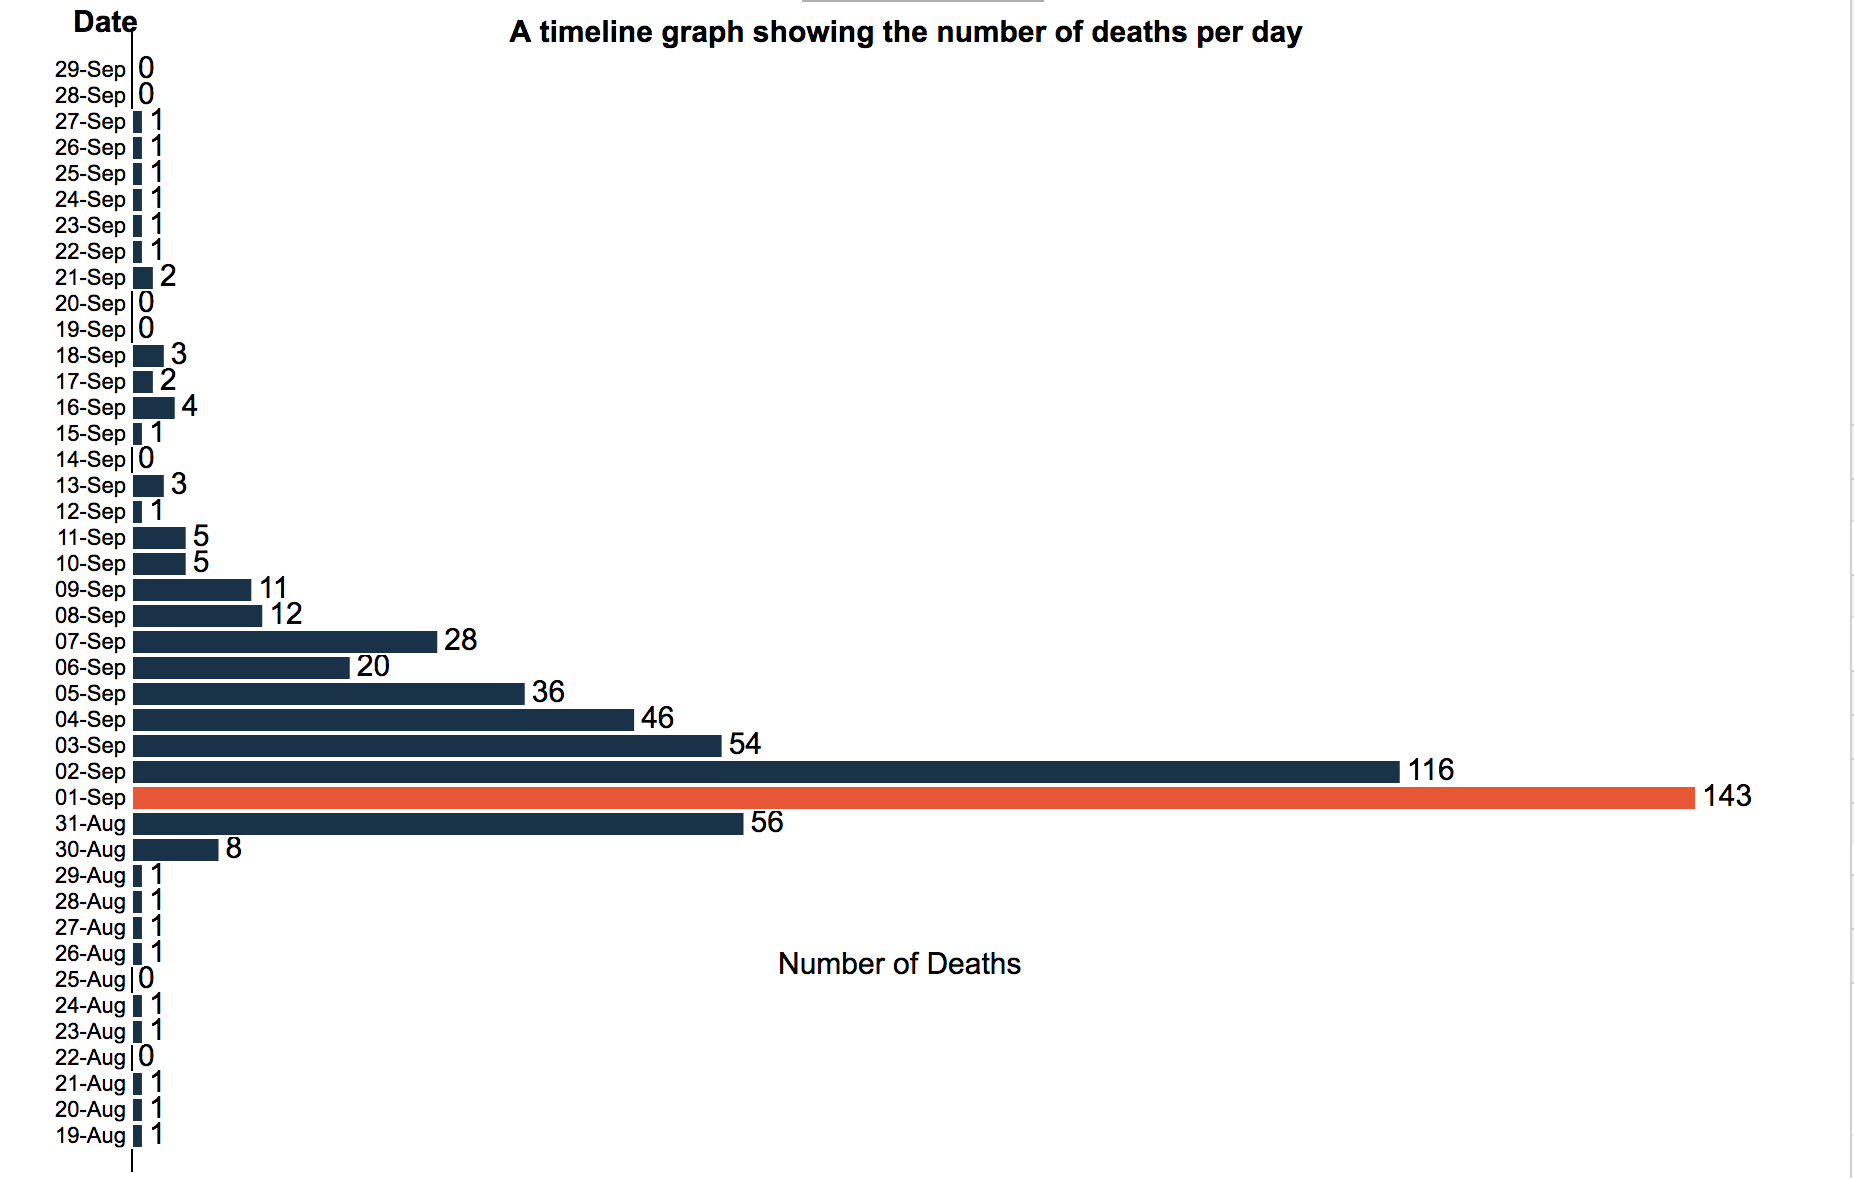 Date
A timeline graph showing the number of deaths per day
29-Sep 0
28-Sep 0
27-Sep 1
26-Sep 1
25-Sep 1
24-Sep 1
23-Sep 1
22-Sep 1
21-Sep 2
20-Sep 0
19-Sep 0
18-Sep 3
17-Sep 2
16-Sep 4
15-Sep 1
14-Sep 0
13-Sep 3
12-Sep 1
11-Sep 5
10-Sep 5
09-Sep 11
08-Sep 12
07-Sep 28
06-Sep 20
05-Sep 36
04-Sep 46
03-Sep 54
02-Sep 116
01-Sep 143
31-Aug 56
30-Aug 8
29-Aug 1
28-Aug 1
27-Aug 1
26-Aug 1
Number of Deaths
25-Aug 0
24-Aug 1
23-Aug 1
22-Aug 0
21-Aug 1
20-Aug 1
19-Aug 1